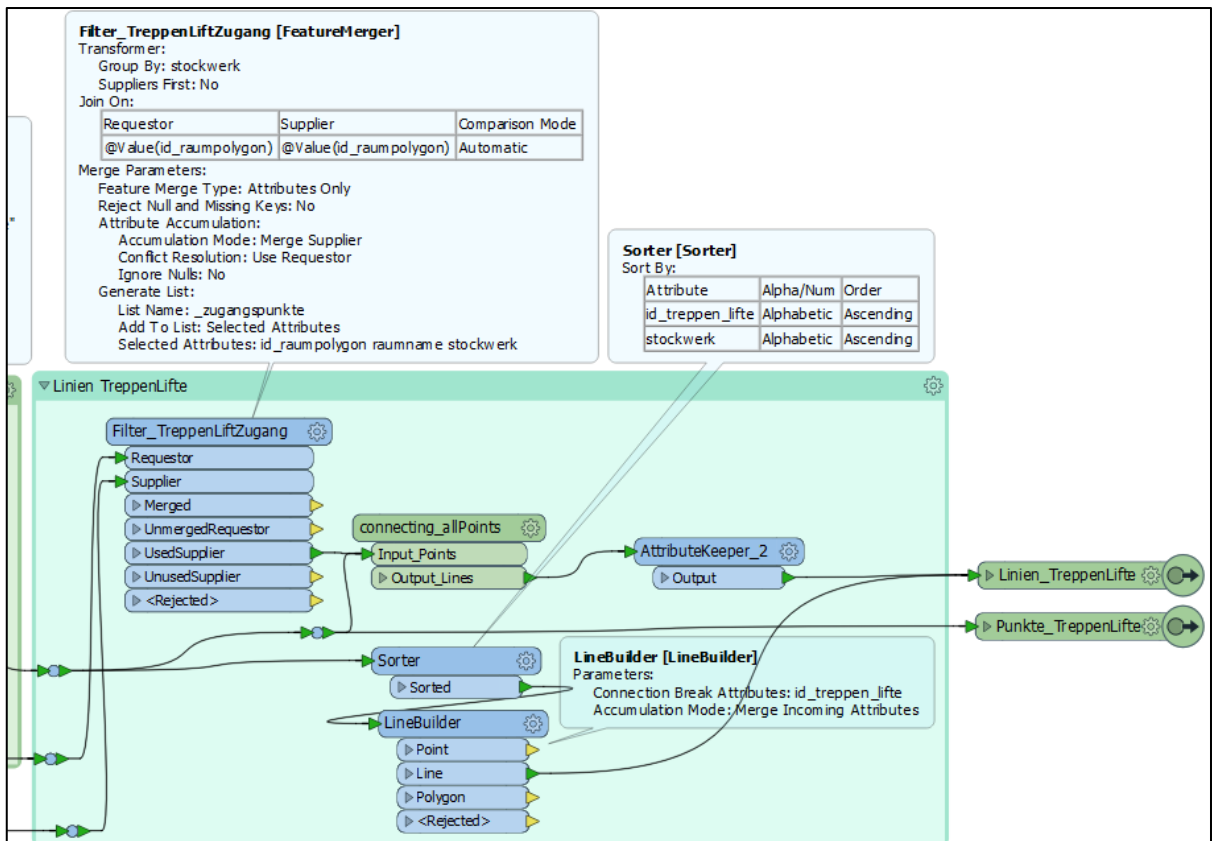 Filter_TreppenLiftZugang [FeatureMerger]
Transformer:
Group By: stockwerk
Suppliers First: No
Join On:
Requestor Supplier Comparison Mode
@Value(id_raumpolygon) @Value(id_raumpolygon) Automatic
Merge Parameters:
Feature Merge Type: Attributes Only
Reject Null and Missing Keys: No
Attribute Accumulation:
Accumulation Mode: Merge Supplier
Conflict Resolution: Use Requestor
Ignore Nulls: No
Generate List:
List Name: _zugangspunkte
Add To List: Selected Attributes
Selected Attributes: id_raumpolygon raumname stockwerk
Sorter [Sorter]
Sort By:
Attribute Alpha/Num Order
id_treppen_lifte Alphabetic Ascending
stockwerk Alphabetic Ascending
Linien TreppenLifte
Filter_TreppenLiftZugang
Requestor
Supplier
Merged
UnmergedRequestor
UsedSupplier
UnusedSupplier
<Rejected>
connecting_allPoints
Input_Points
Output_Lines
AttributeKeeper_2
Output
Linien_TreppenLifte
Punkte_TreppenLifte
Sorter
Sorted
LineBuilder
Point
Line
Polygon
<Rejected>
LineBuilder [LineBuilder]
Parameters:
Connection Break Attributes: id_treppen_lifte
Accumulation Mode: Merge Incoming Attributes